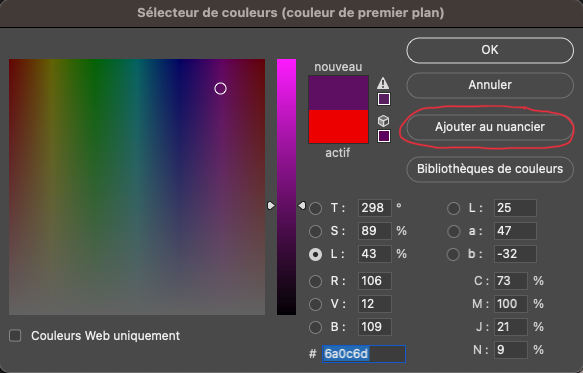 Sélecteur de couleurs (couleur de premier plan)
nouveau
actif
OK
Annuler
Ajouter au nuancier
Bibliothèques de couleurs
T : 298 °
S : 89 %
L : 43 %
R : 106
V : 12
B : 109
# 6a0c6d
L : 25
a : 47
b : -32
C : 73 %
M : 100 %
J : 21 %
N : 9 %
Couleurs Web uniquement